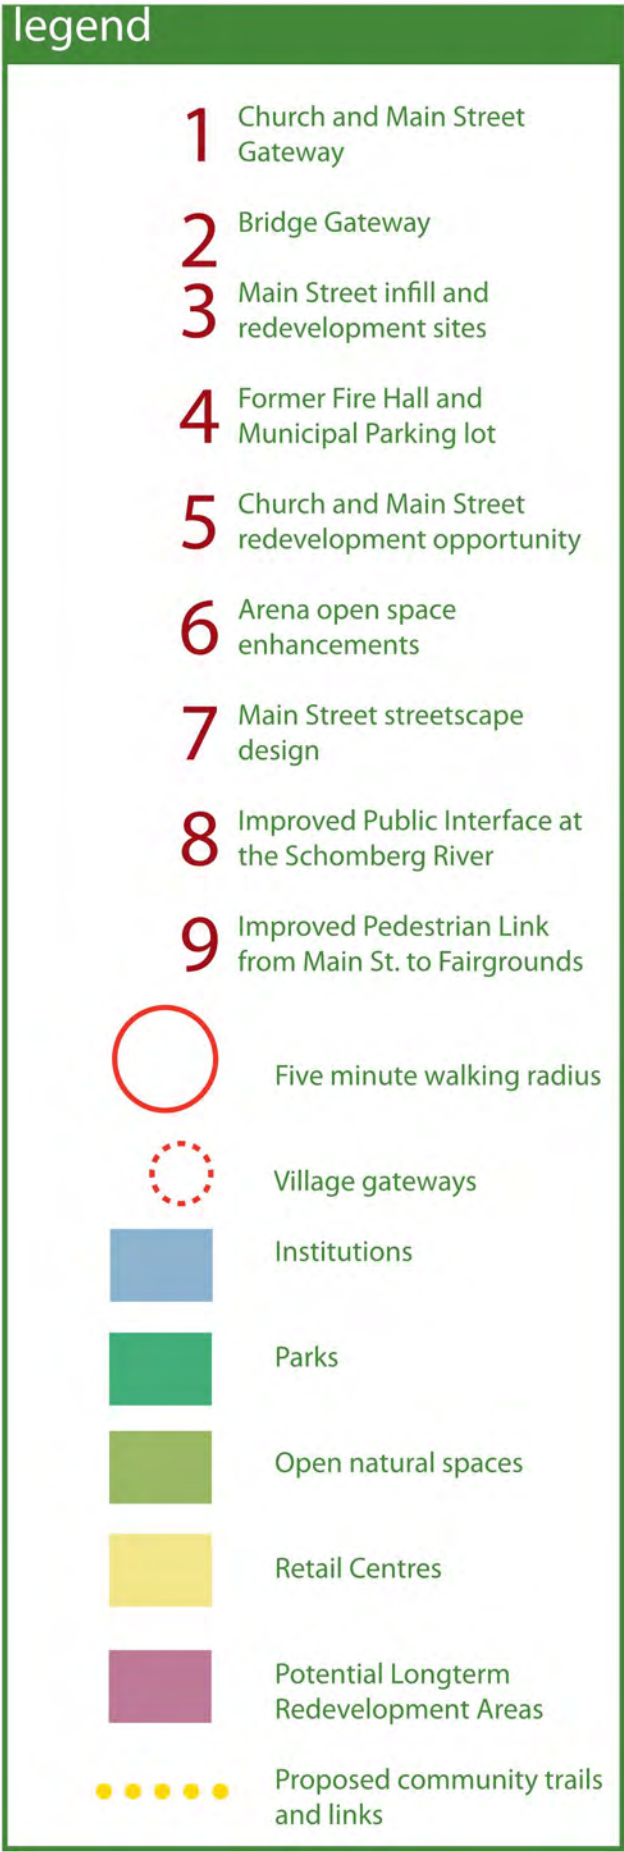 legend
1 Church and Main Street
Gateway
2 Bridge Gateway
3 Main Street infill and
redevelopment sites
4 Former Fire Hall and
Municipal Parking lot
5 Church and Main Street
redevelopment opportunity
6 Arena open space
enhancements
7 Main Street streetscape
design
8 Improved Public Interface at
the Schomberg River
9 Improved Pedestrian Link
from Main St. to Fairgrounds
Five minute walking radius
Village gateways
Institutions
Parks
Open natural spaces
Retail Centres
Potential Longterm
Redevelopment Areas
Proposed community trails
and links